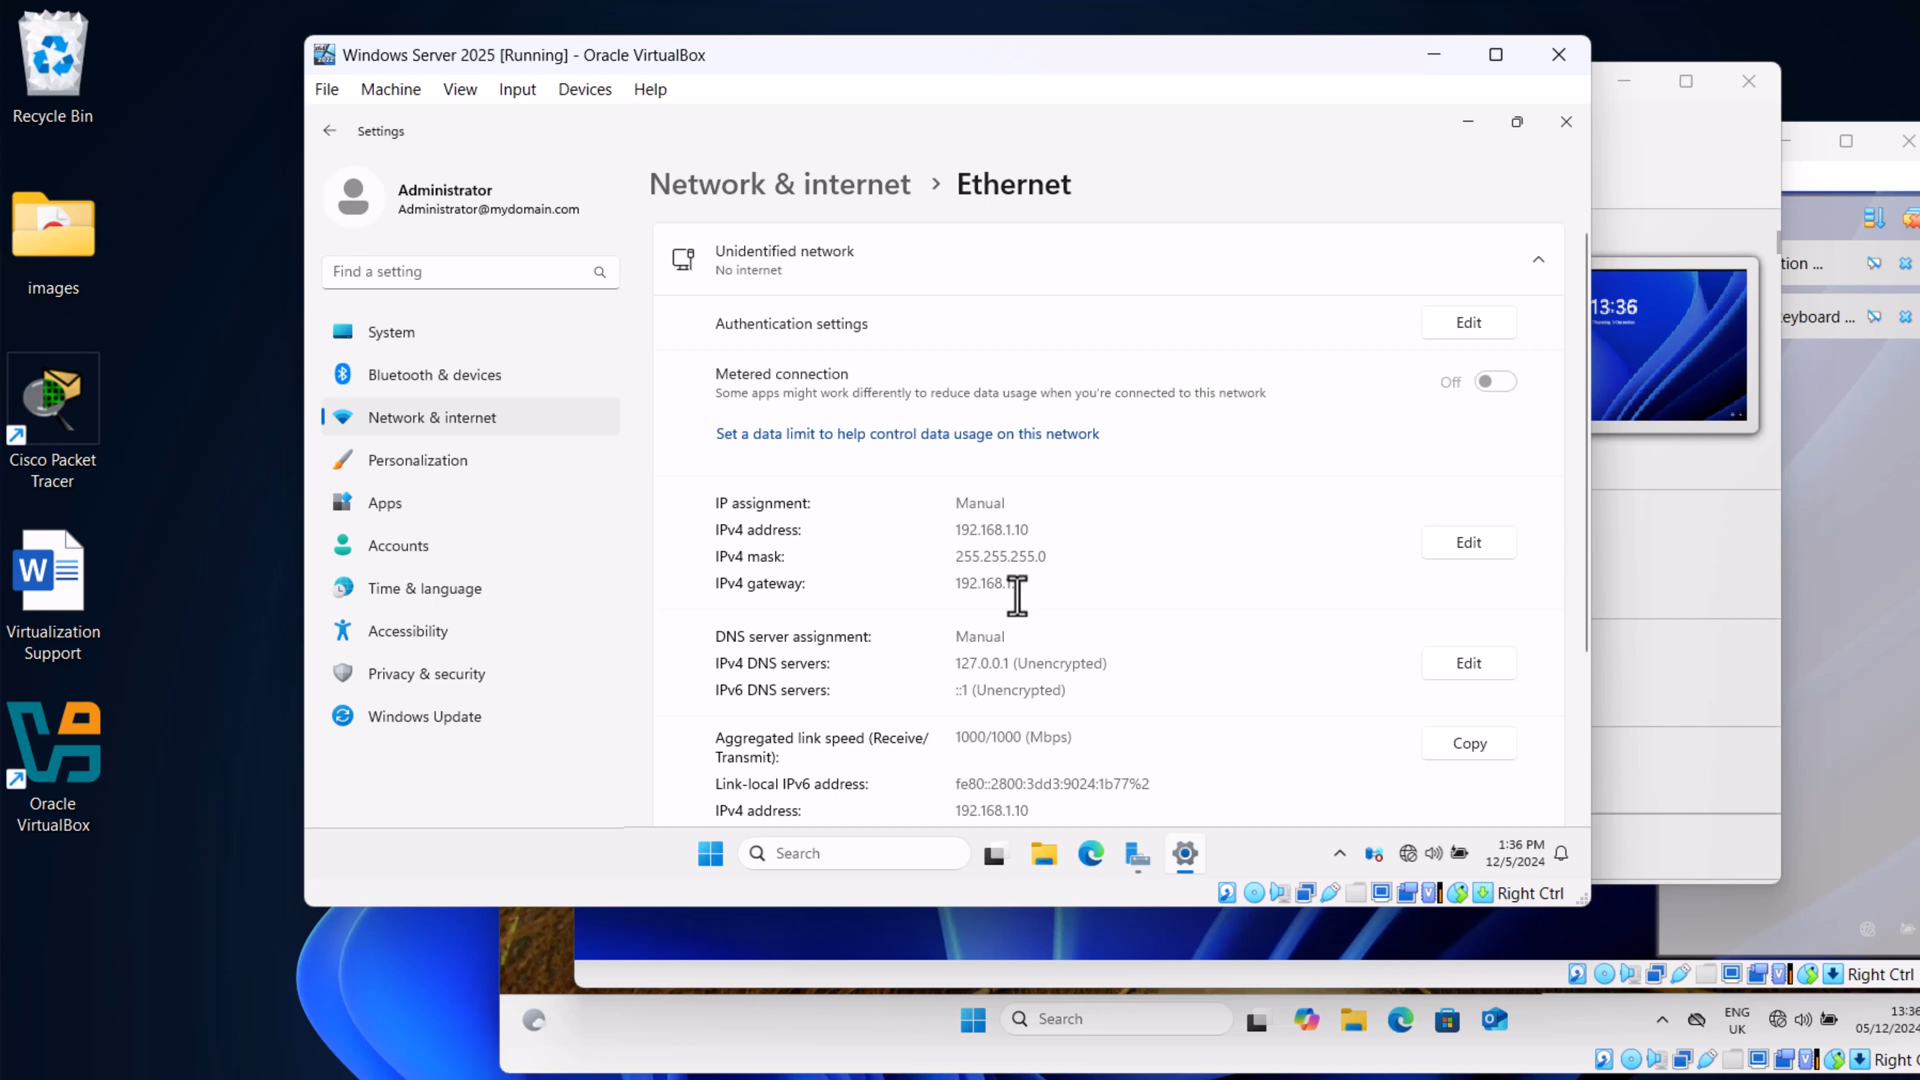 Recycle Bin
images
Cisco Packet
Tracer
Virtualization
Support
Oracle
VirtualBox
Windows Server 2025 [Running] - Oracle VirtualBox
File Machine View Input Devices Help
Settings
Administrator
Administrator@mydomain.com
Find a setting
System
Bluetooth & devices
Network & internet
Personalization
Apps
Accounts
Time & language
Accessibility
Privacy & security
Windows Update
Network & internet › Ethernet
Unidentified network
No internet
Authentication settings Edit
Metered connection
Some apps might work differently to reduce data usage when you're connected to this network
Off
Set a data limit to help control data usage on this network
IP assignment: Manual
IPv4 address: 192.168.1.10
IPv4 mask: 255.255.255.0
IPv4 gateway: 192.168.
Edit
DNS server assignment: Manual
IPv4 DNS servers: 127.0.0.1 (Unencrypted)
IPv6 DNS servers: ::1 (Unencrypted)
Edit
Aggregated link speed (Receive/
Transmit): 1000/1000 (Mbps)
Copy
Link-local IPv6 address: fe80::2800:3dd3:9024:1b77%2
IPv4 address: 192.168.1.10
Search
1:36 PM
12/5/2024
Right Ctrl
13:36
tion ...
eyboard ...
Right Ctrl
Search
ENG
UK
13:36
05/12/2024
Right C